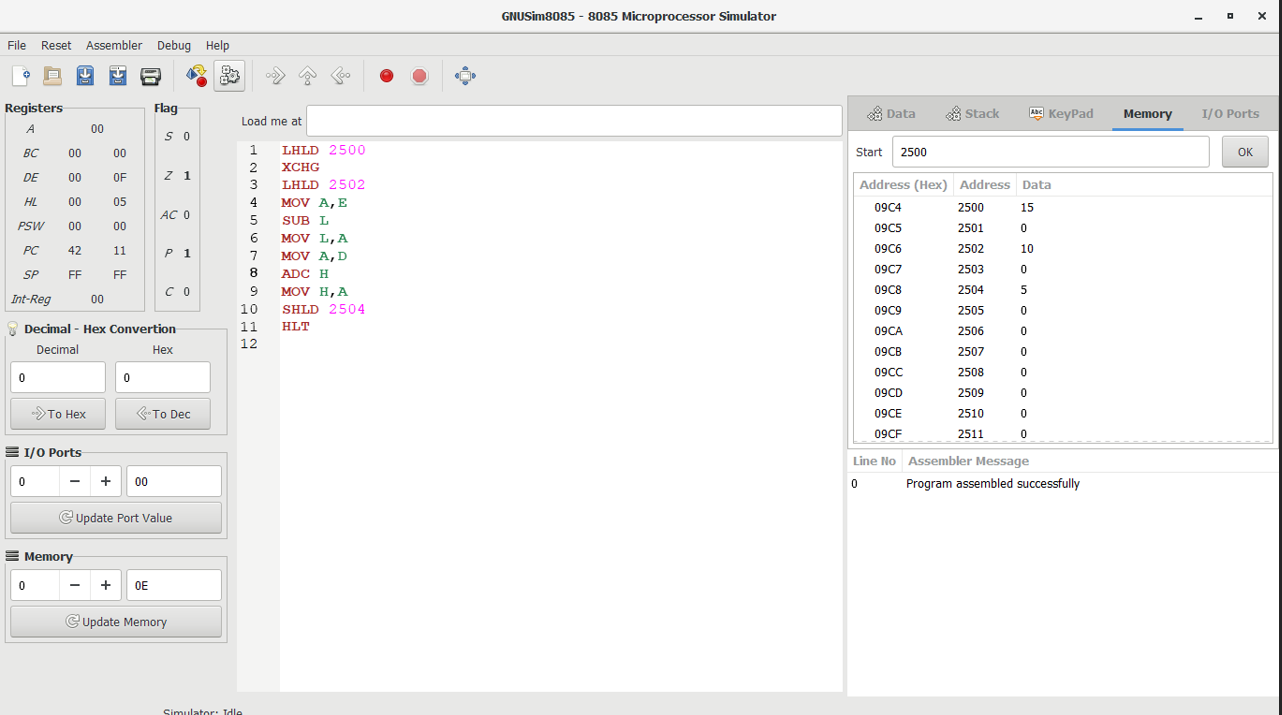 GNUSim8085 - 8085 Microprocessor Simulator
File Reset Assembler Debug Help
Registers
A 00
BC 00 00
DE 00 0F
HL 00 05
PSW 00 00
PC 42 11
SP FF FF
Int-Reg 00
Flag
S 0
Z 1
AC 0
P 1
C 0
Decimal - Hex Convertion
Decimal Hex
0 0
To Hex To Dec
I/O Ports
0 − + 00
Update Port Value
Memory
0 − + 0E
Update Memory
Load me at
1 LHLD 2500
2 XCHG
3 LHLD 2502
4 MOV A,E
5 SUB L
6 MOV L,A
7 MOV A,D
8 ADC H
9 MOV H,A
10 SHLD 2504
11 HLT
12
Data Stack Abc KeyPad Memory I/O Ports
Start 2500 OK
Address (Hex) Address Data
09C4 2500 15
09C5 2501 0
09C6 2502 10
09C7 2503 0
09C8 2504 5
09C9 2505 0
09CA 2506 0
09CB 2507 0
09CC 2508 0
09CD 2509 0
09CE 2510 0
09CF 2511 0
Line No Assembler Message
0 Program assembled successfully
Simulator: Idle